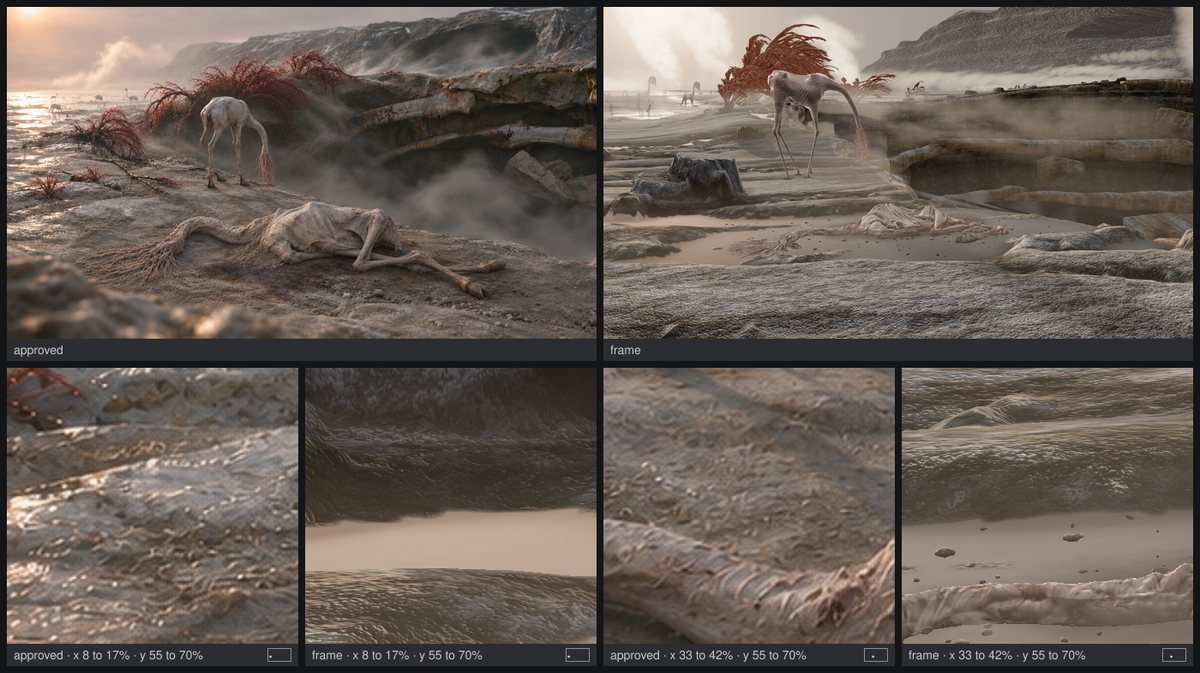 approved
frame
approved · x 8 to 17% · y 55 to 70%
frame · x 8 to 17% · y 55 to 70%
approved · x 33 to 42% · y 55 to 70%
frame · x 33 to 42% · y 55 to 70%